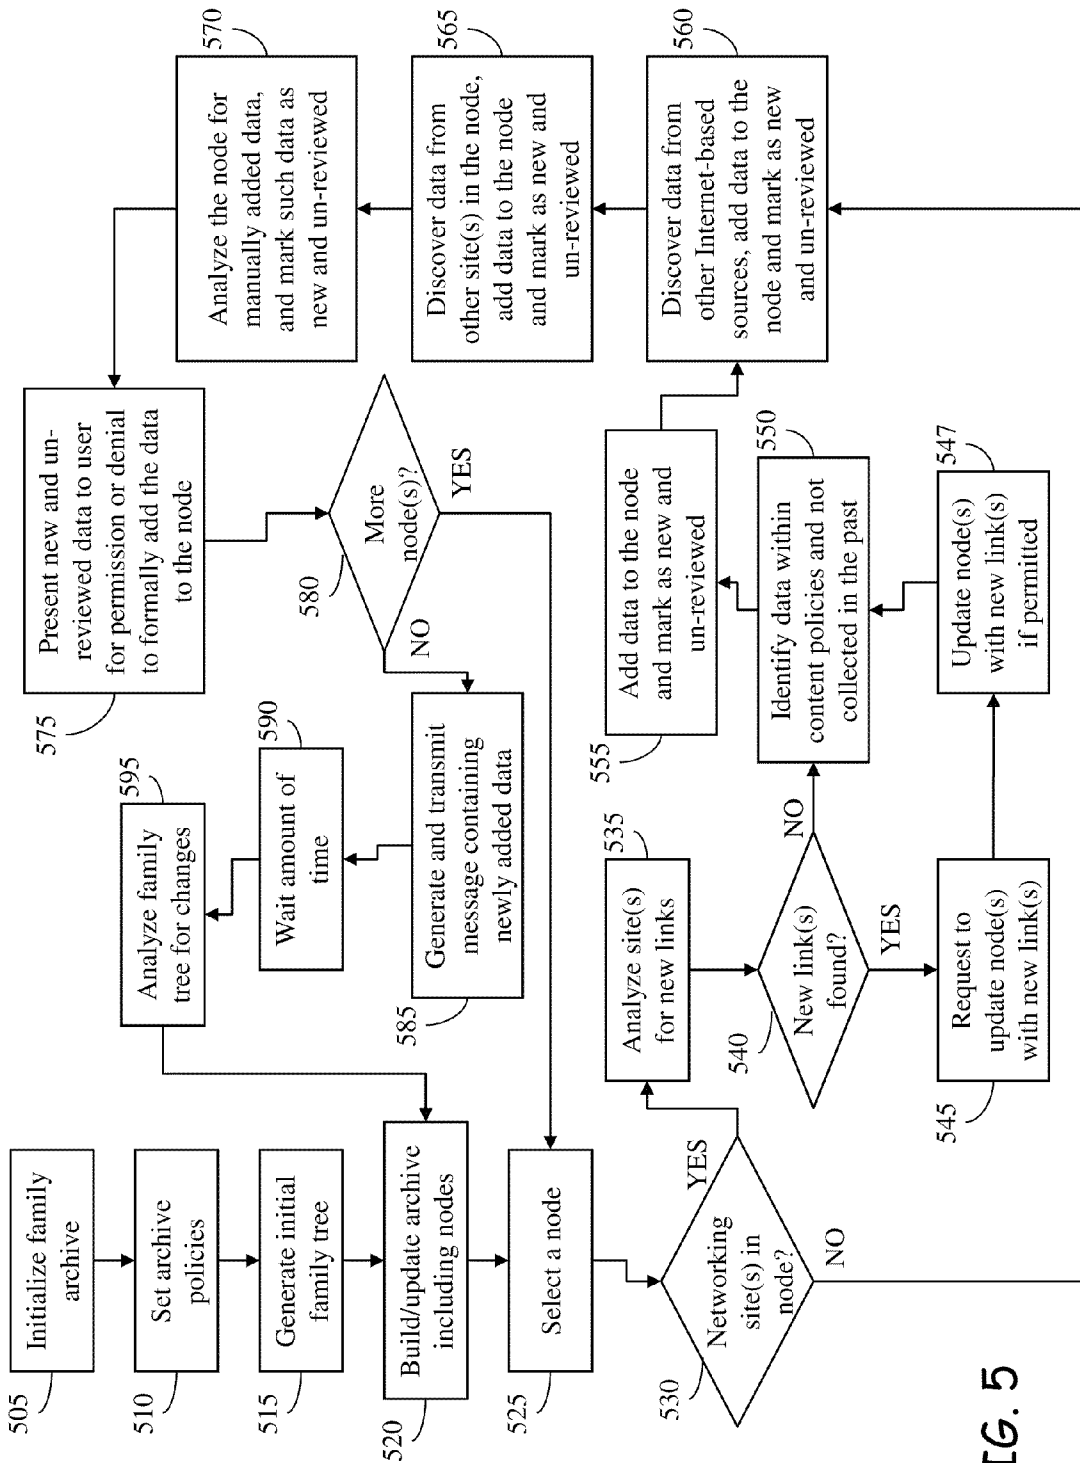 505
Initialize family
archive
510
Set archive
policies
515
Generate initial
family tree
520
Build/update archive
including nodes
525
Select a node
530
Networking
site(s) in
node?
YES
NO
535
Analyze site(s)
for new links
540
New link(s)
found?
NO
YES
545
Request to
update node(s)
with new link(s)
547
Update node(s)
with new link(s)
if permitted
550
Identify data within
content policies and not
collected in the past
555
Add data to the node
and mark as new and
un-reviewed
560
Discover data from
other Internet-based
sources, add data to the
node and mark as new
and un-reviewed
565
Discover data from
other site(s) in the node,
add data to the node
and mark as new and
un-reviewed
570
Analyze the node for
manually added data,
and mark such data as
new and un-reviewed
575
Present new and un-
reviewed data to user
for permission or denial
to formally add the data
to the node
580
More
node(s)?
YES
NO
585
Generate and transmit
message containing
newly added data
590
Wait amount of
time
595
Analyze family
tree for changes
IG. 5